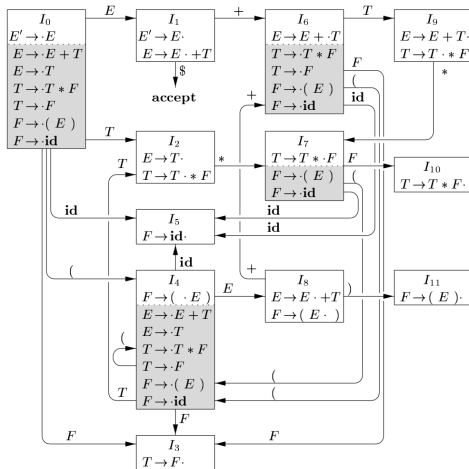 I₀
E′ → ·E
E → ·E + T
E → ·T
T → ·T * F
T → ·F
F → ·( E )
F → ·id
E
I₁
E′ → E·
E → E · +T
$
accept
+
I₆
E → E + ·T
T → ·T * F
T → ·F
F → ·( E )
F → ·id
T
I₉
E → E + T·
T → T · *F
*
F
(
id
+
T
T
I₂
E → T·
T → T · *F
*
I₇
T → T * ·F
F → ·( E )
F → ·id
F
(
I₁₀
T → T * F·
id
I₅
F → id·
id
id
id
(
I₄
F → ( · E )
E → ·E + T
E → ·T
T → ·T * F
T → ·F
F → ·( E )
F → ·id
(
T
E
+
I₈
E → E · +T
F → ( E · )
)
I₁₁
F → ( E )·
(
(
F
F
I₃
T → F·
F